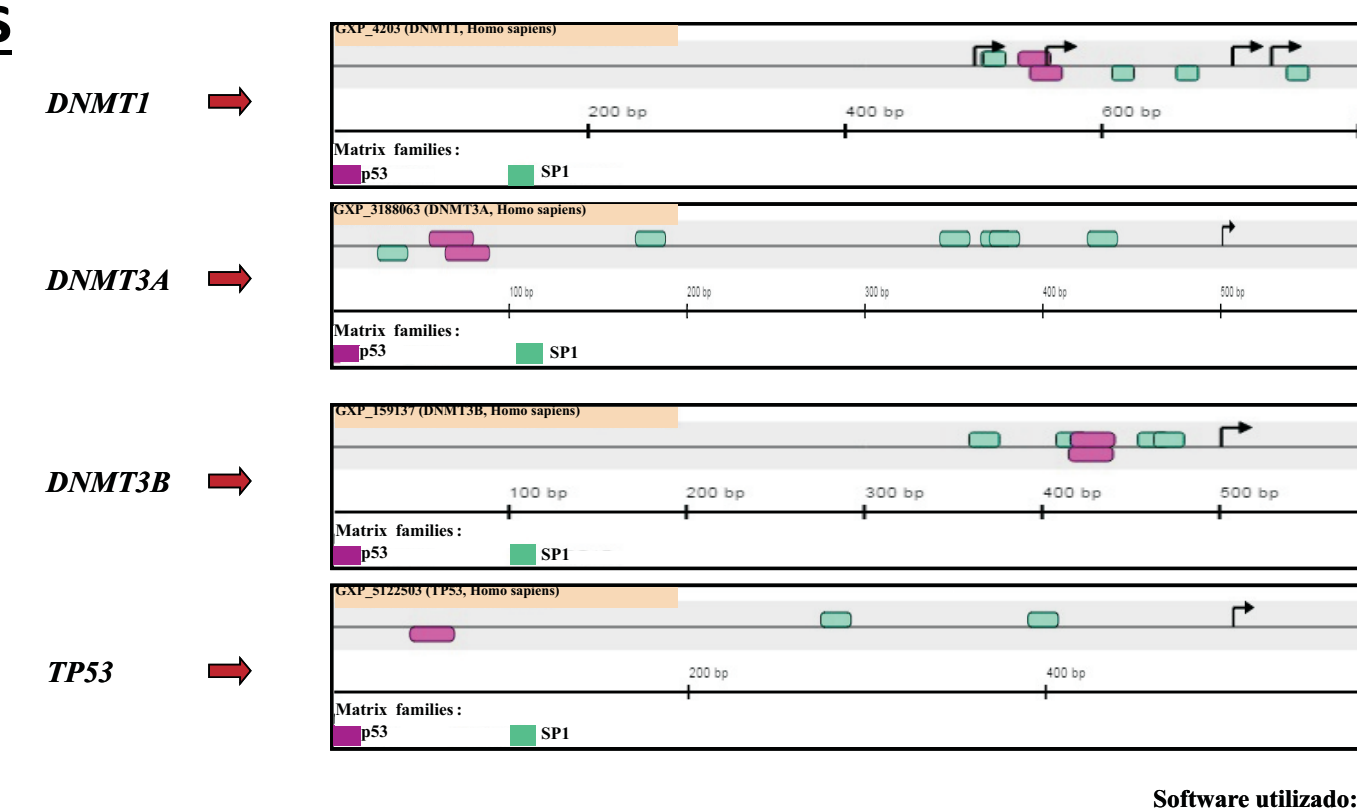 S
GXP_4203 (DNMT1, Homo sapiens)
DNMT1
200 bp 400 bp 600 bp
Matrix families:
p53 SP1
GXP_3188063 (DNMT3A, Homo sapiens)
DNMT3A
100 bp 200 bp 300 bp 400 bp 500 bp
Matrix families:
p53 SP1
GXP_159137 (DNMT3B, Homo sapiens)
DNMT3B
100 bp 200 bp 300 bp 400 bp 500 bp
Matrix families:
p53 SP1
GXP_5122503 (TP53, Homo sapiens)
TP53
200 bp 400 bp
Matrix families:
p53 SP1
Software utilizado: